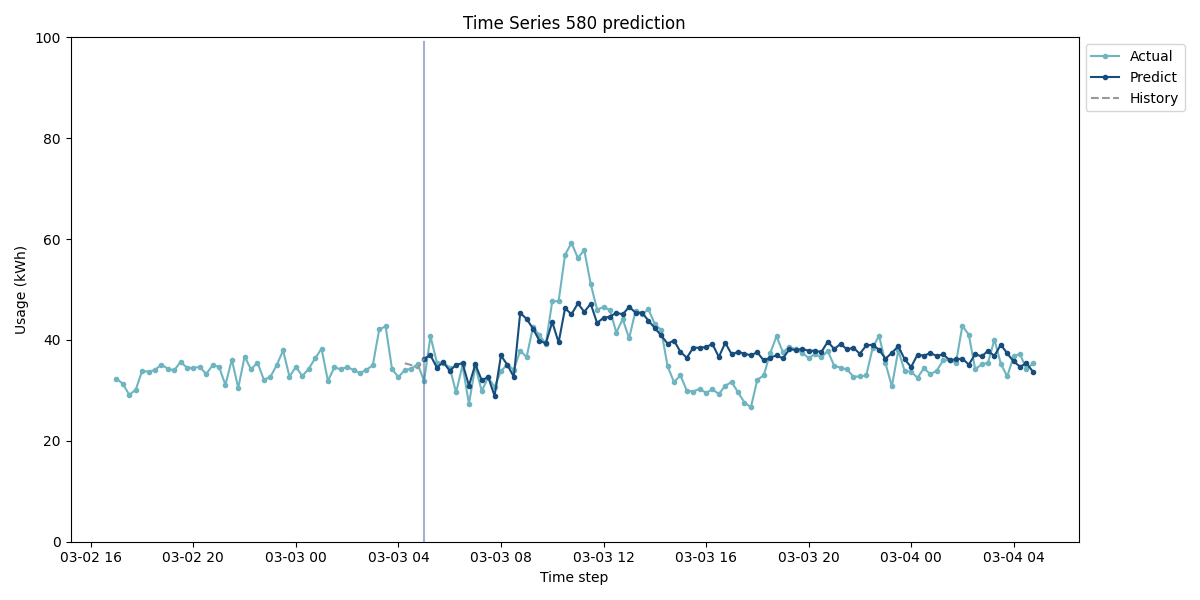 Time Series 580 prediction
Usage (kWh)
100
80
60
40
20
0
03-02 16
03-02 20
03-03 00
03-03 04
03-03 08
03-03 12
03-03 16
03-03 20
03-04 00
03-04 04
Time step
Actual
Predict
History